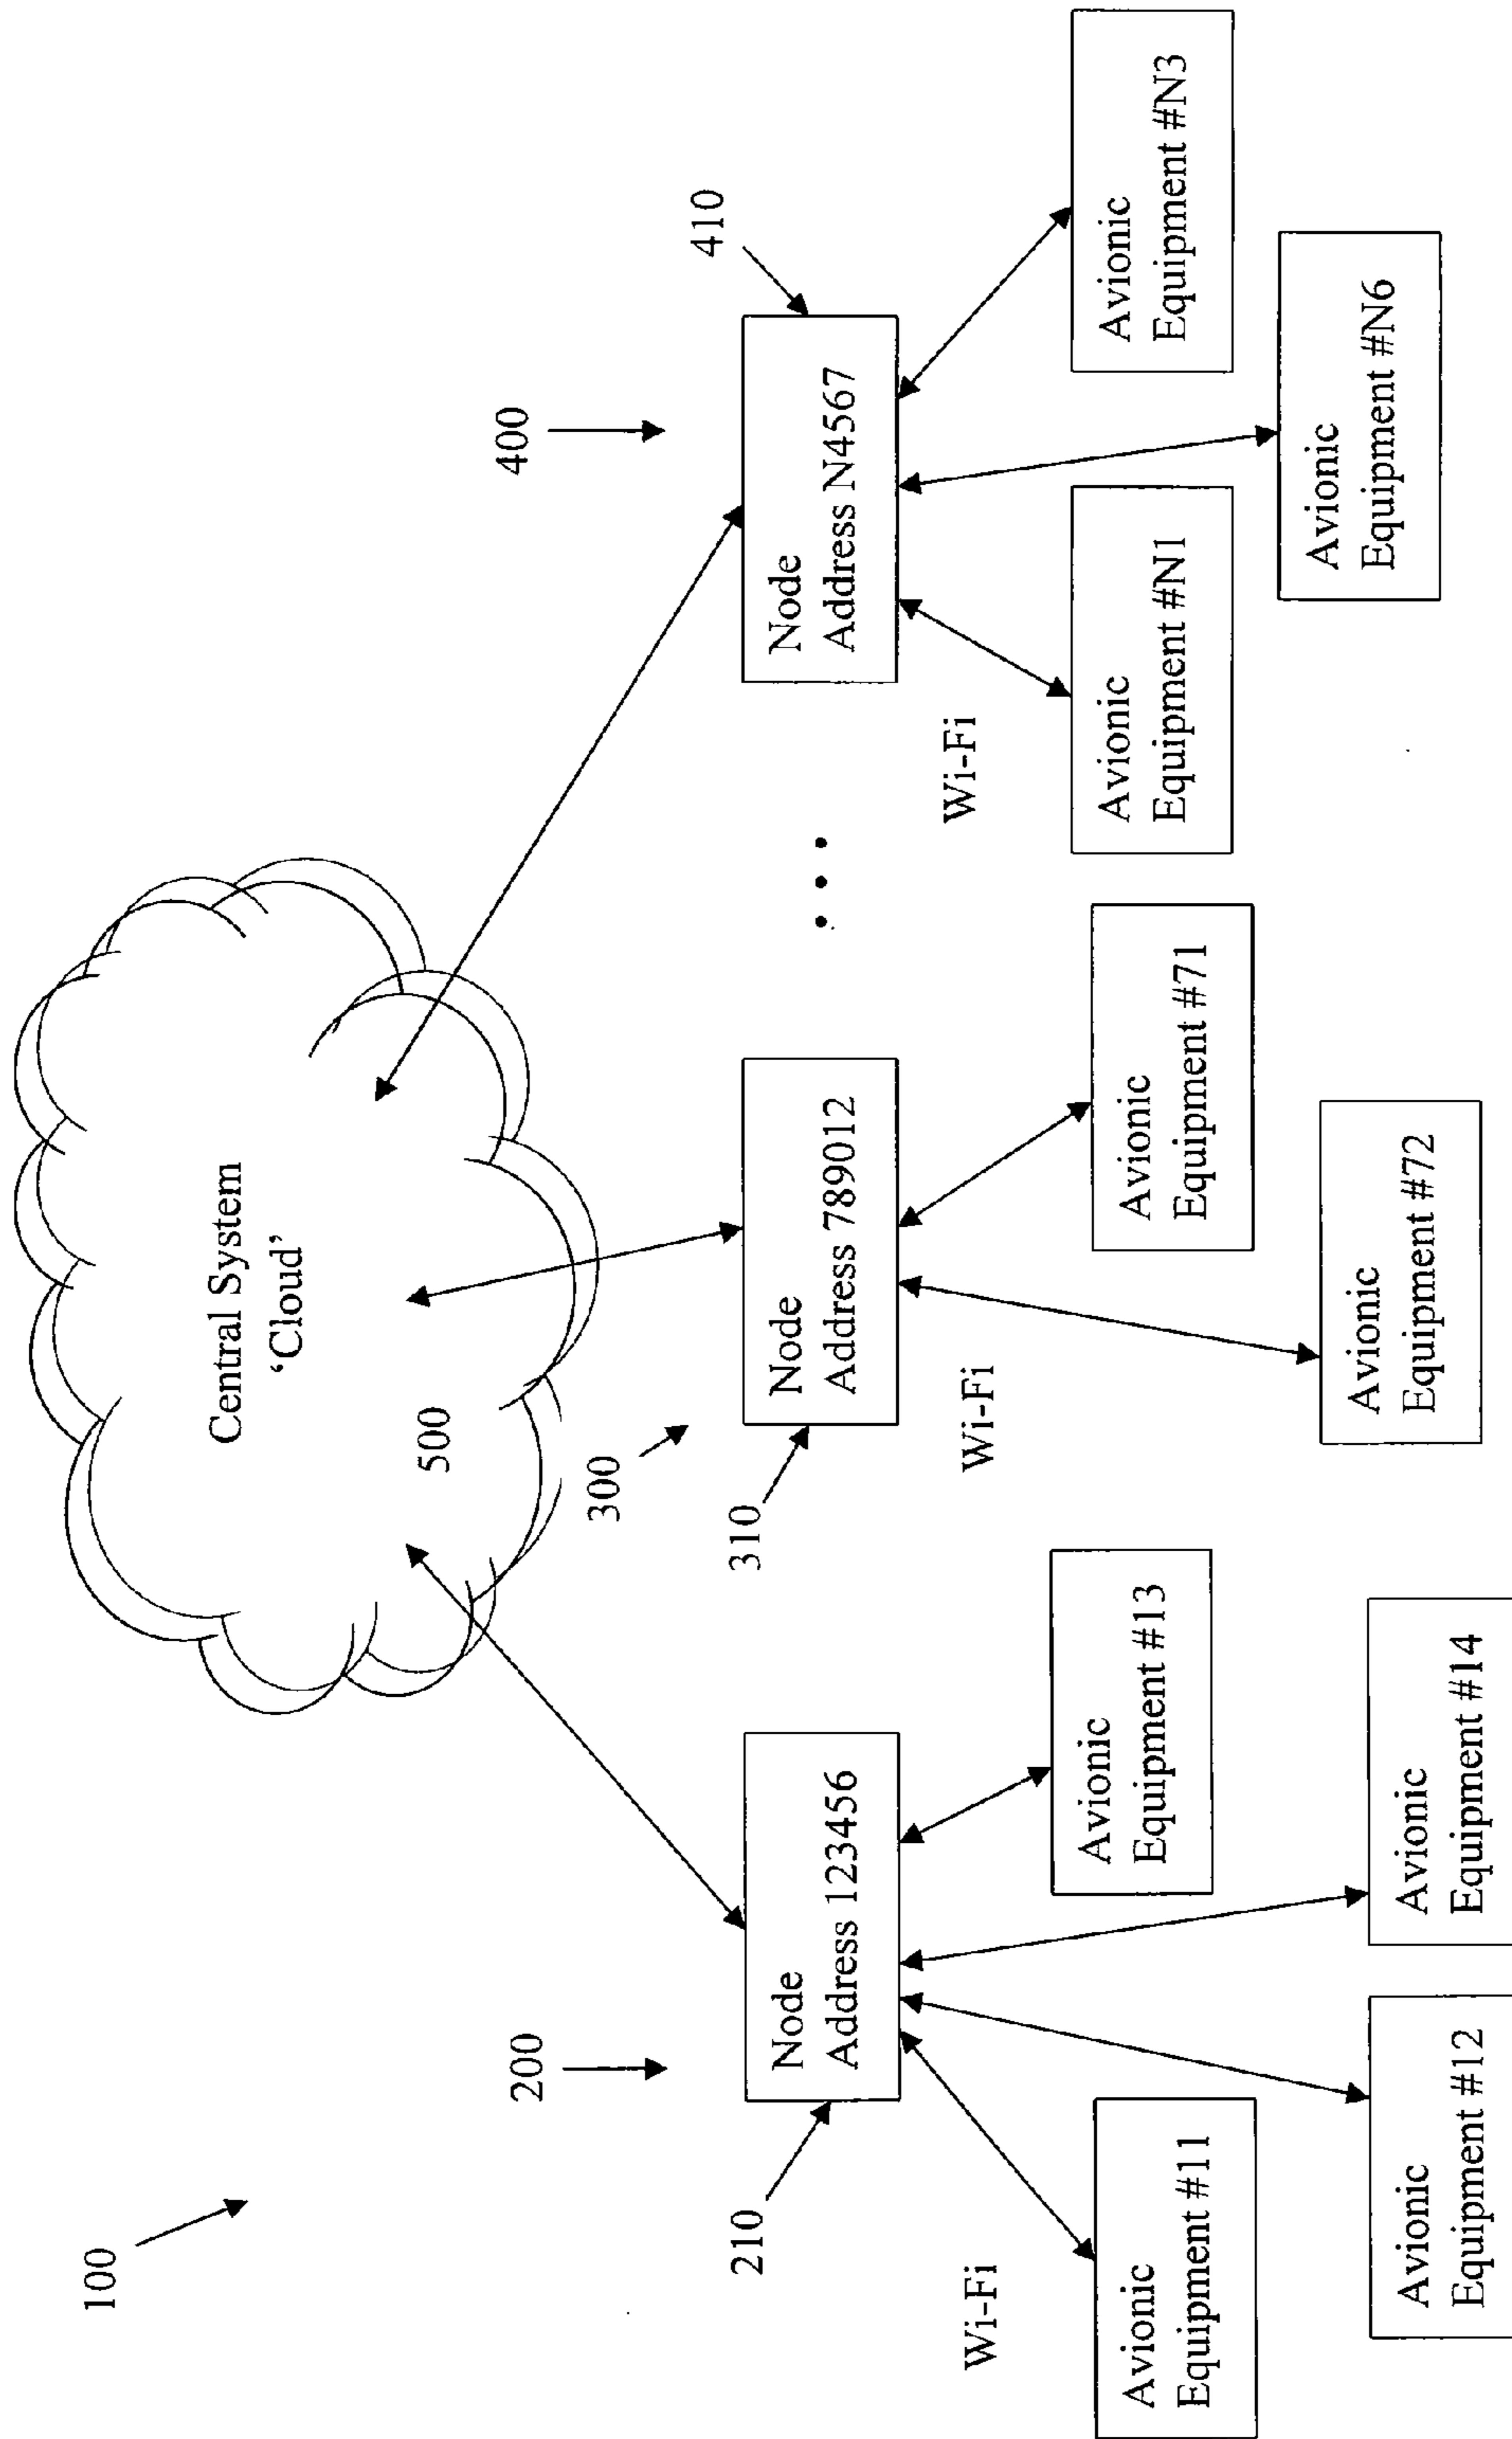 100
Central System
'Cloud'
500
200
210
Node
Address 123456
300
310
Node
Address 789012
400
410
Node
Address N4567
Wi-Fi
Avionic
Equipment #11
Avionic
Equipment #12
Avionic
Equipment #13
Avionic
Equipment #14
Wi-Fi
Avionic
Equipment #72
Avionic
Equipment #71
Wi-Fi
Avionic
Equipment #N1
Avionic
Equipment #N6
Avionic
Equipment #N3